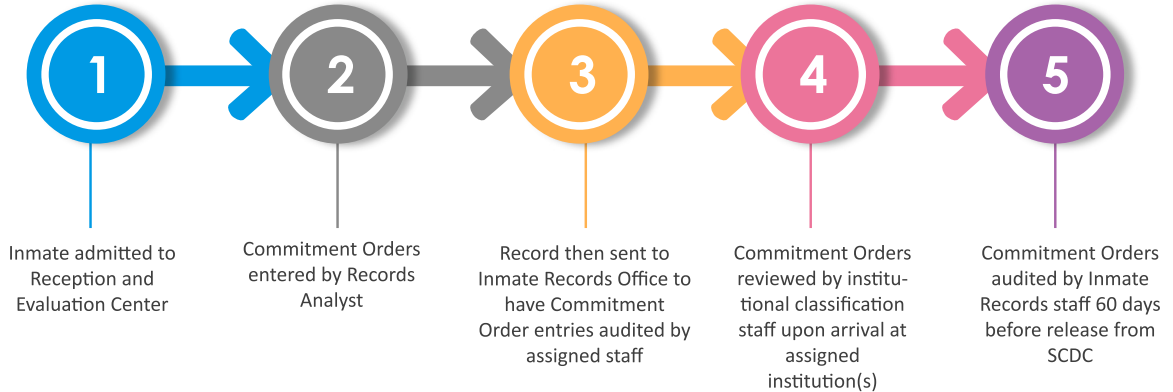 1
2
3
4
5
Inmate admitted to
Reception and
Evaluation Center
Commitment Orders
entered by Records
Analyst
Record then sent to
Inmate Records Office to
have Commitment
Order entries audited by
assigned staff
Commitment Orders
reviewed by institu-
tional classification
staff upon arrival at
assigned
institution(s)
Commitment Orders
audited by Inmate
Records staff 60 days
before release from
SCDC